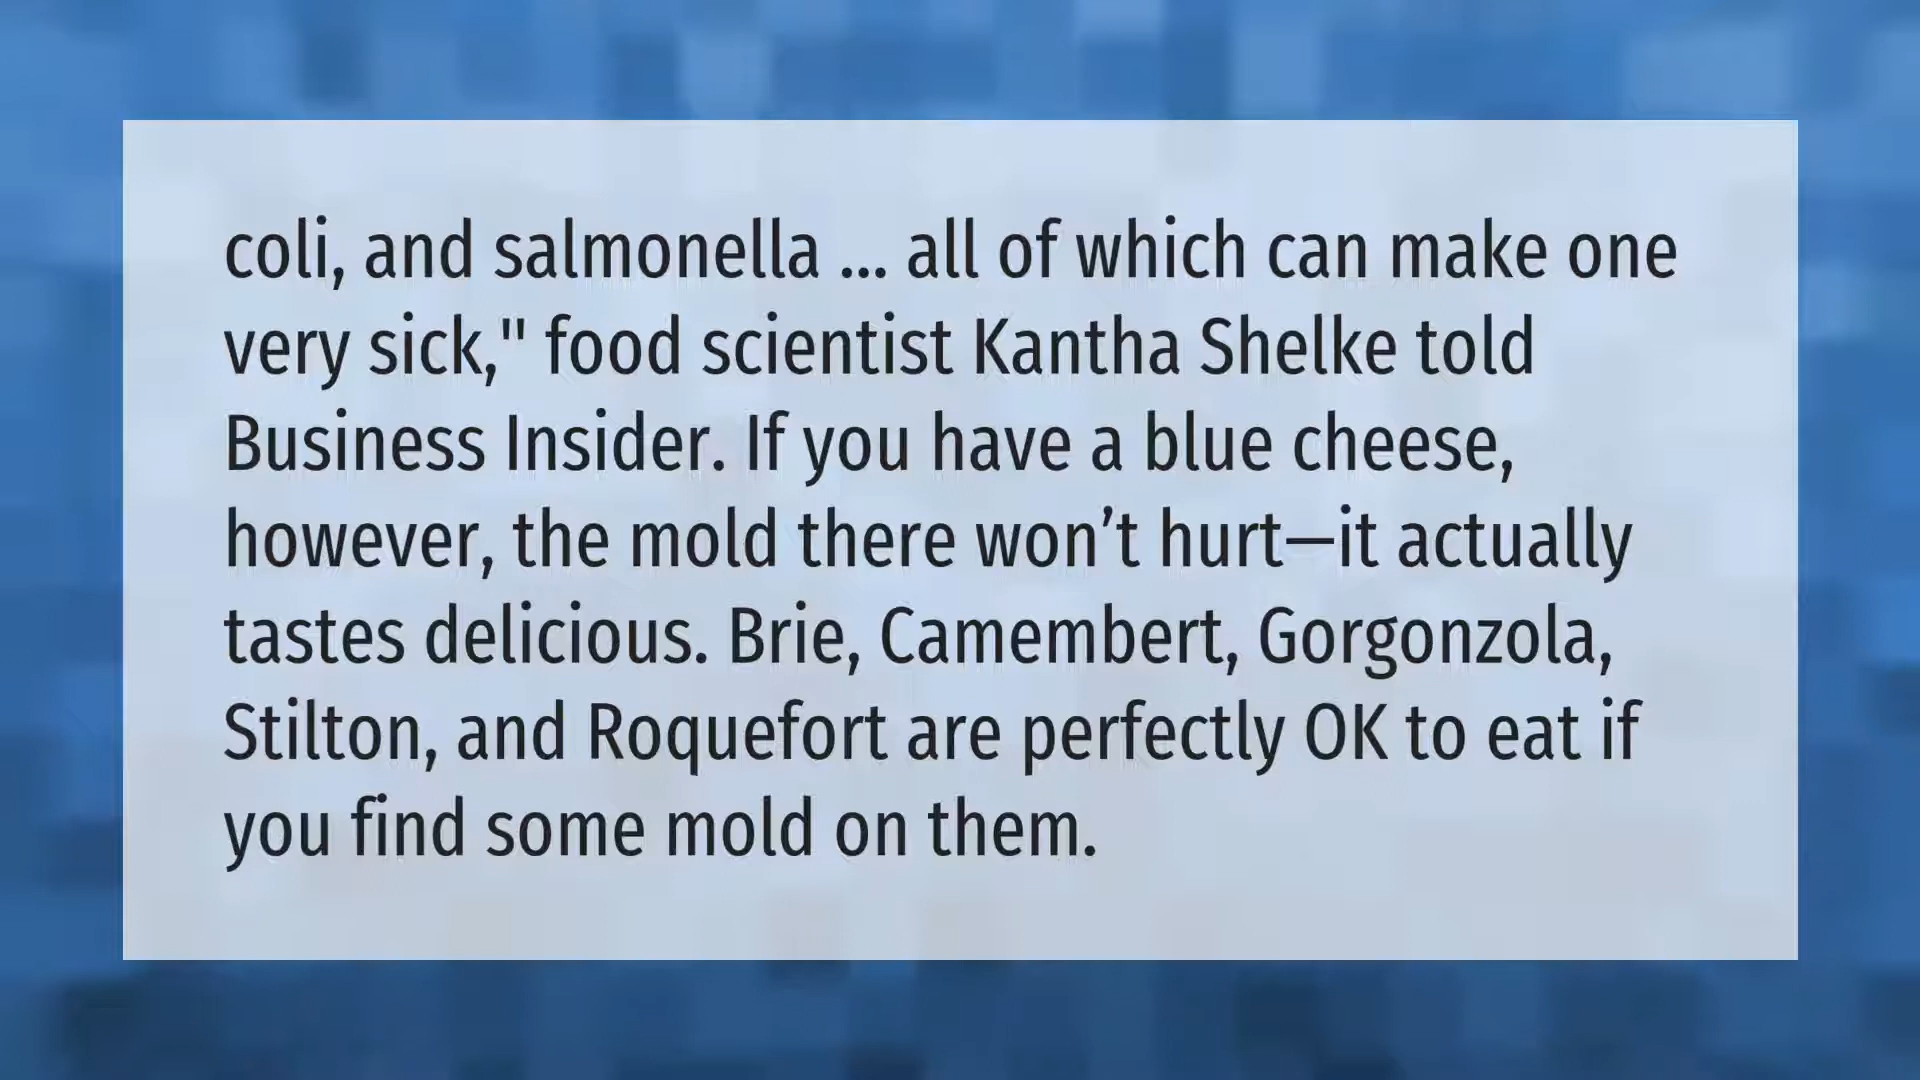 coli, and salmonella ... all of which can make one
very sick," food scientist Kantha Shelke told
Business Insider. If you have a blue cheese,
however, the mold there won’t hurt—it actually
tastes delicious. Brie, Camembert, Gorgonzola,
Stilton, and Roquefort are perfectly OK to eat if
you find some mold on them.